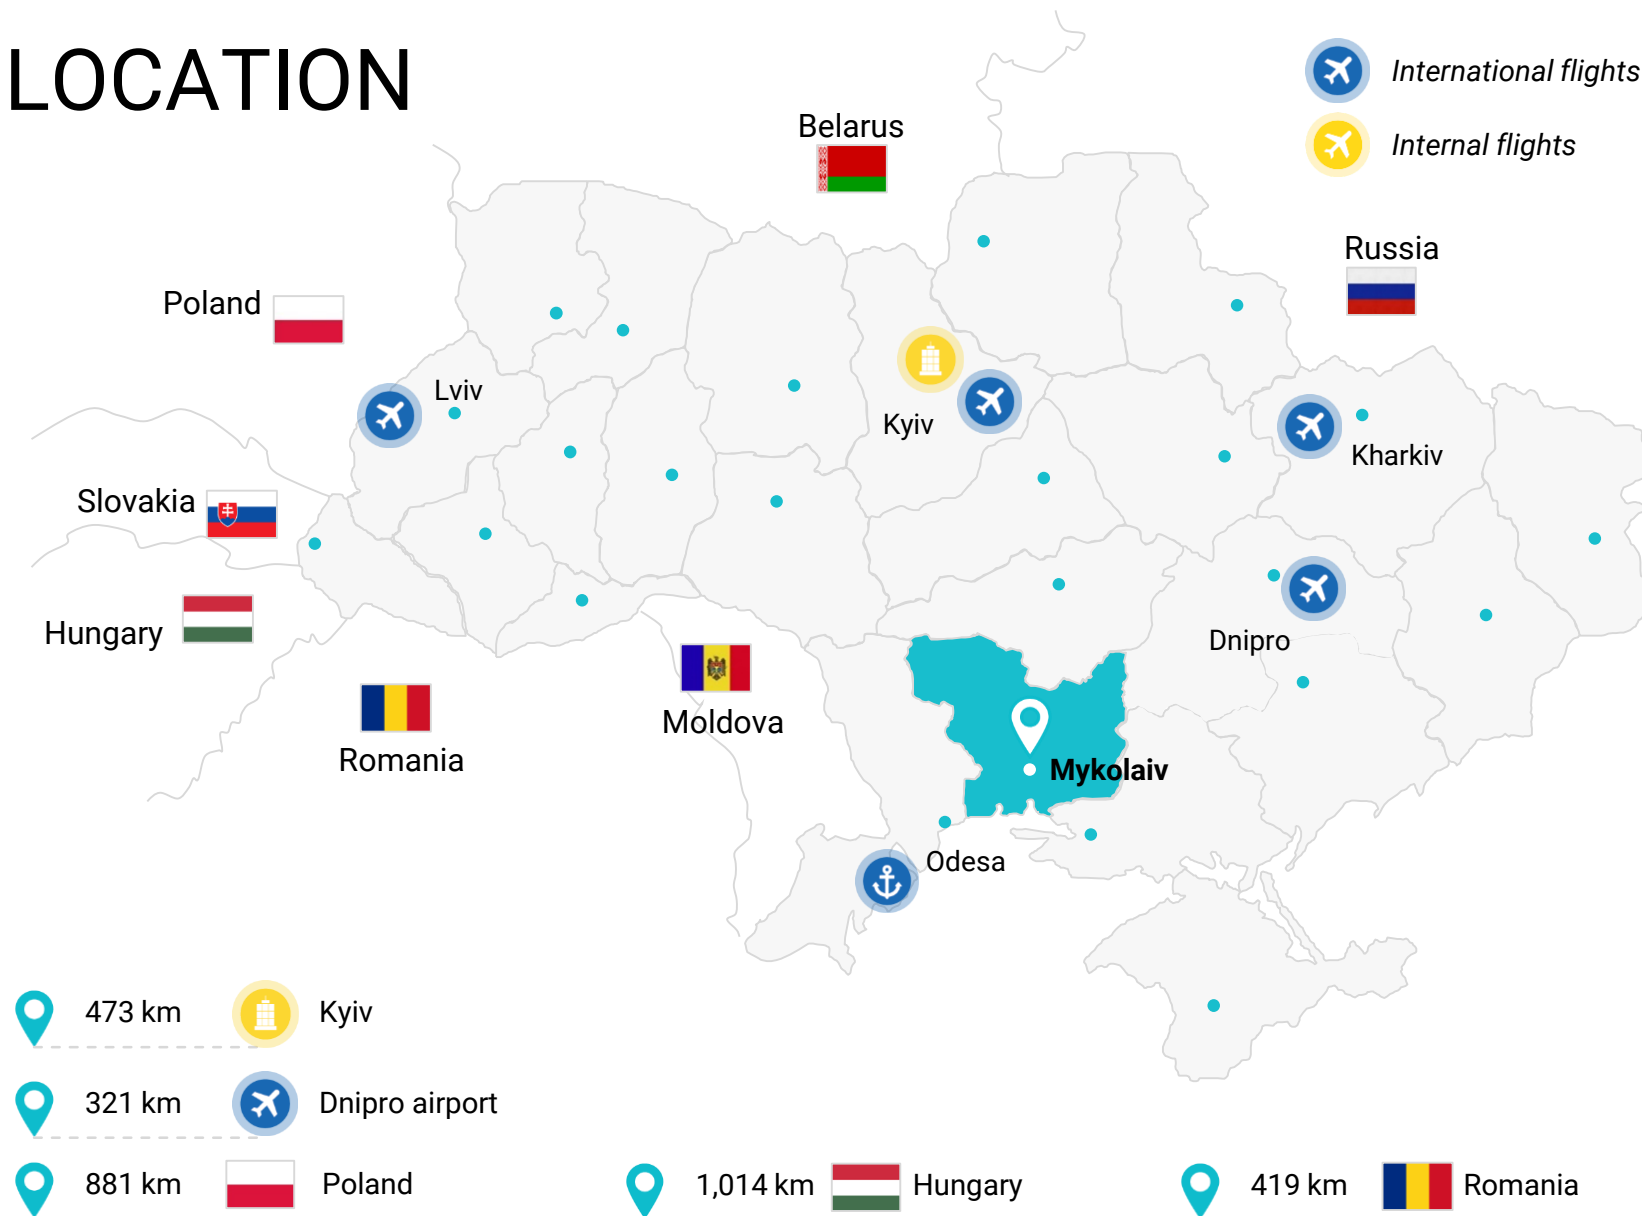 LOCATION
International flights
Internal flights
Belarus
Russia
Poland
Lviv
Kyiv
Kharkiv
Slovakia
Hungary
Dnipro
Romania
Moldova
Mykolaiv
Odesa
473 km Kyiv
321 km Dnipro airport
881 km Poland 1,014 km Hungary 419 km Romania